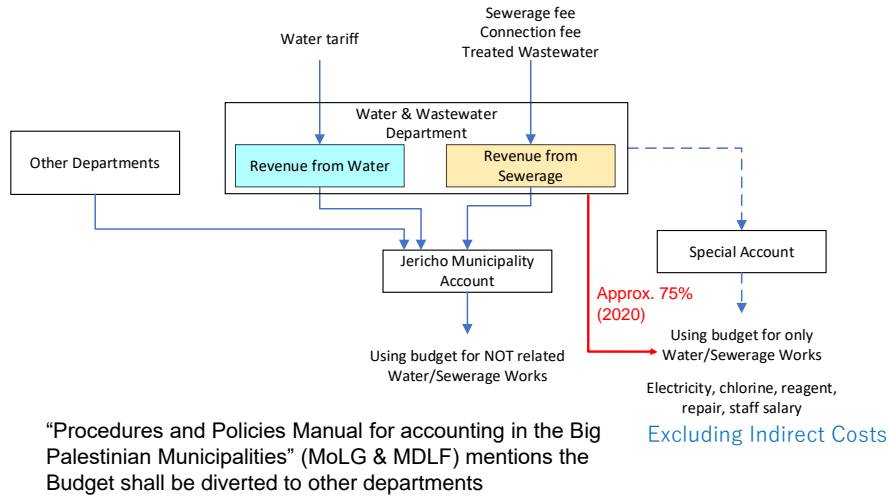 Water tariff
Sewerage fee
Connection fee
Treated Wastewater
Water & Wastewater
Department
Other Departments
Revenue from Water
Revenue from
Sewerage
Jericho Municipality
Account
Special Account
Approx. 75%
(2020)
Using budget for NOT related
Water/Sewerage Works
Using budget for only
Water/Sewerage Works
Electricity, chlorine, reagent,
repair, staff salary
Excluding Indirect Costs
“Procedures and Policies Manual for accounting in the Big
Palestinian Municipalities” (MoLG & MDLF) mentions the
Budget shall be diverted to other departments